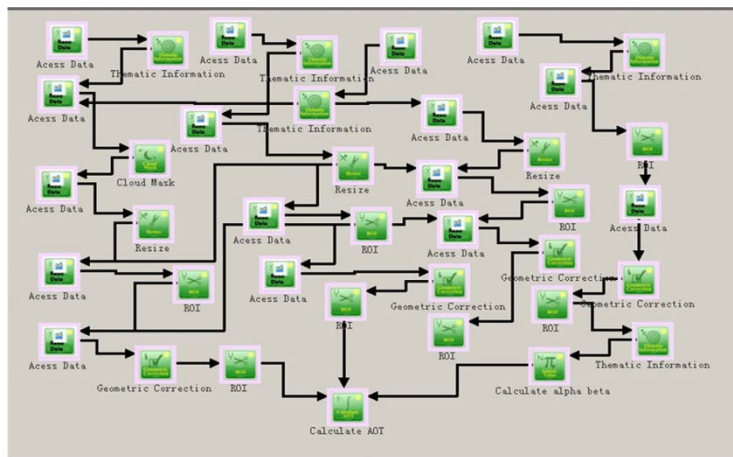 Acess Data
Thematic Information
Acess Data
Thematic Information
Acess Data
Acess Data
Thematic Information
Acess Data
Thematic Information
Acess Data
Acess Data
Acess Data
Cloud Mask
Resize
Resize
ROI
Acess Data
Acess Data
ROI
Acess Data
Resize
Acess Data
ROI
Acess Data
Geometric Correction
Acess Data
ROI
Acess Data
Geometric Correction
ROI
ROI
Geometric Correction
ROI
Acess Data
Geometric Correction
ROI
Thematic Information
Calculate alpha beta
Calculate AOT